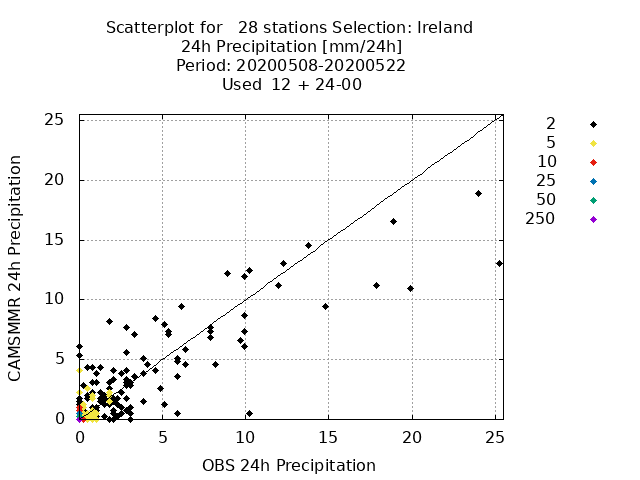 Scatterplot for   28 stations Selection: Ireland
24h Precipitation [mm/24h]
Period: 20200508-20200522
Used  12 + 24-00
2
5
10
25
50
250
CAMSMMR 24h Precipitation
25
20
15
10
5
0
0 5 10 15 20 25
OBS 24h Precipitation